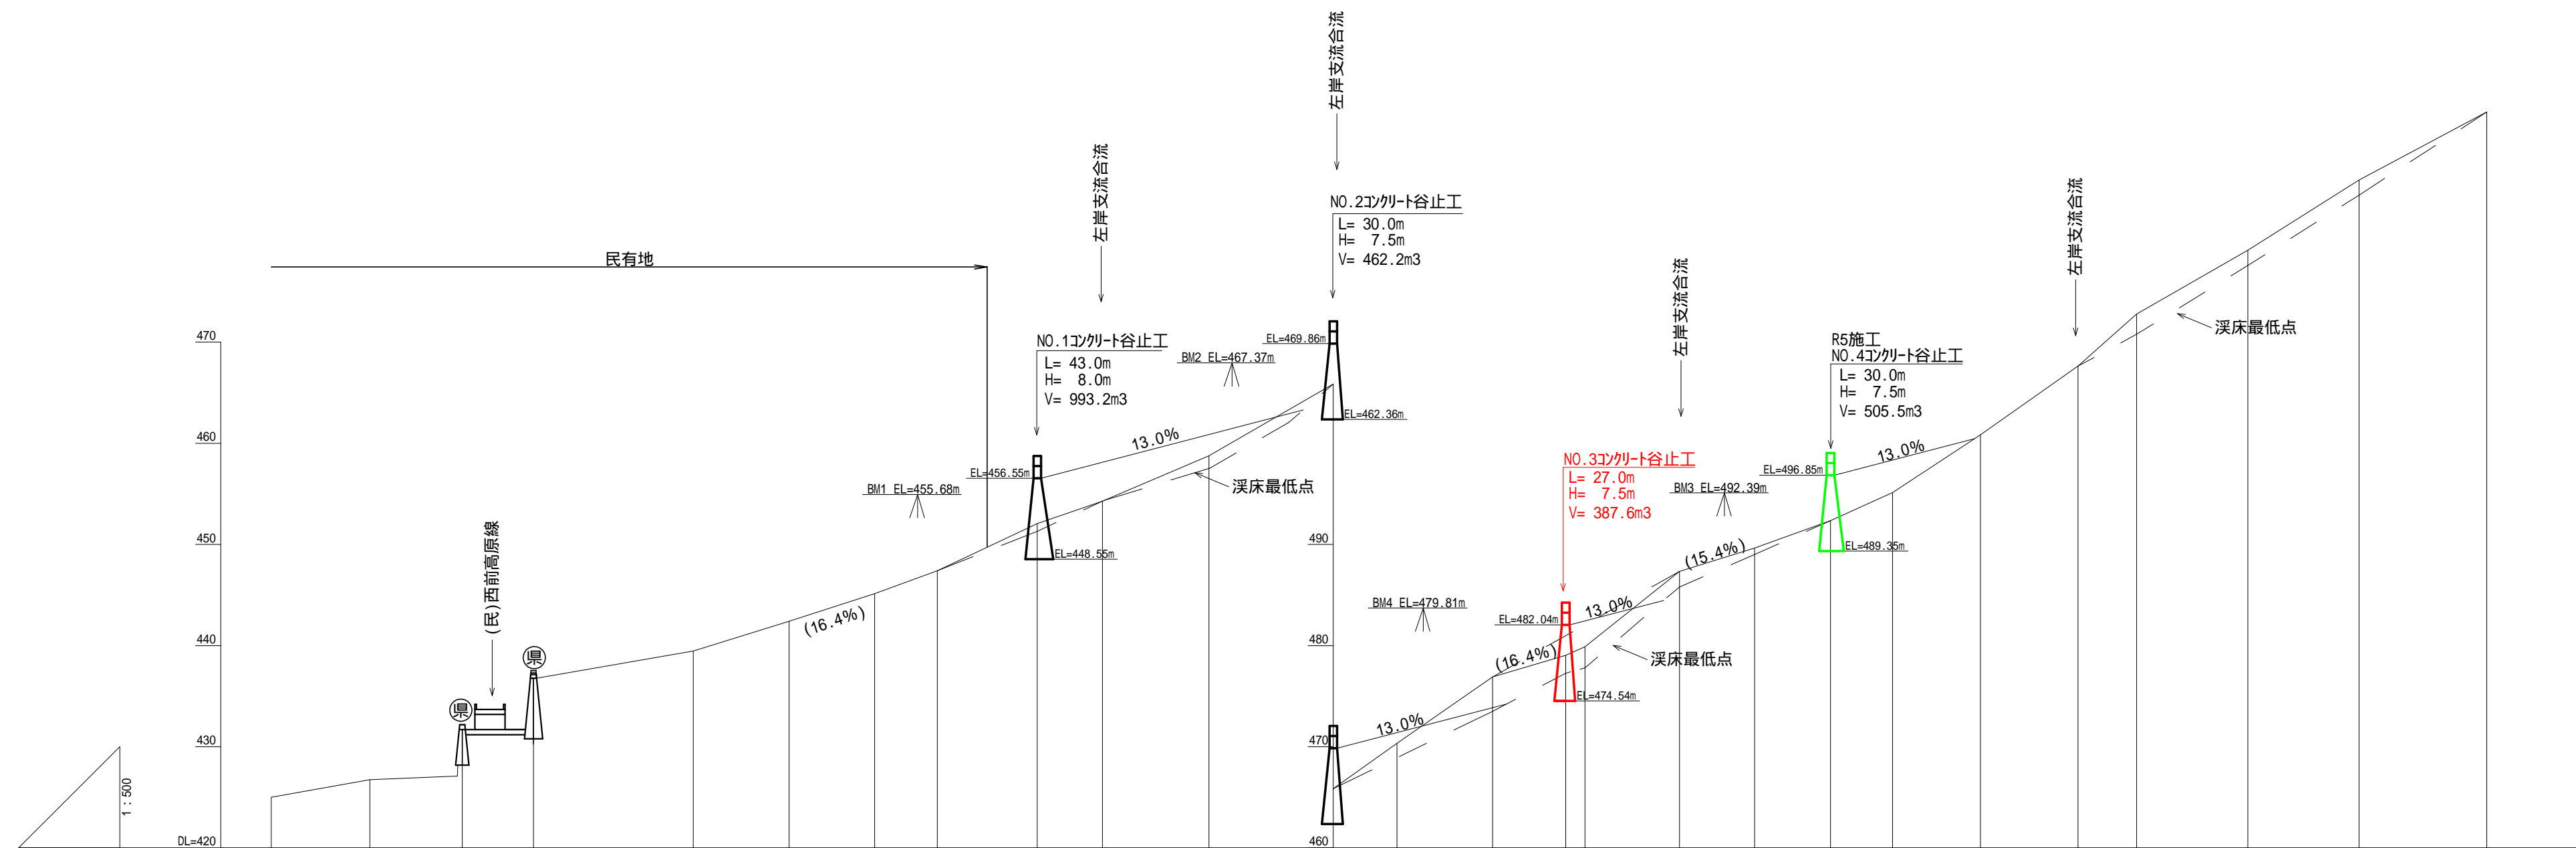 左岸支流合流
左岸支流合流
左岸支流合流
左岸支流合流
民有地
NO.2コンクリート谷止工
L= 30.0m
H= 7.5m
V= 462.2m3
NO.1コンクリート谷止工
L= 43.0m
H= 8.0m
V= 993.2m3
R5施工
NO.4コンクリート谷止工
L= 30.0m
H= 7.5m
V= 505.5m3
NO.3コンクリート谷止工
L= 27.0m
H= 7.5m
V= 387.6m3
470
460
450
440
430
DL=420
1:500
(民)西前高原線
県
県
(16.4%)
BM1 EL=455.68m
EL=456.55m
EL=448.55m
13.0%
渓床最低点
BM2 EL=467.37m
EL=469.86m
EL=462.36m
490
480
470
460
13.0%
BM4 EL=479.81m
(16.4%)
EL=482.04m
EL=474.54m
13.0%
渓床最低点
(15.4%)
BM3 EL=492.39m
EL=496.85m
EL=489.35m
13.0%
渓床最低点